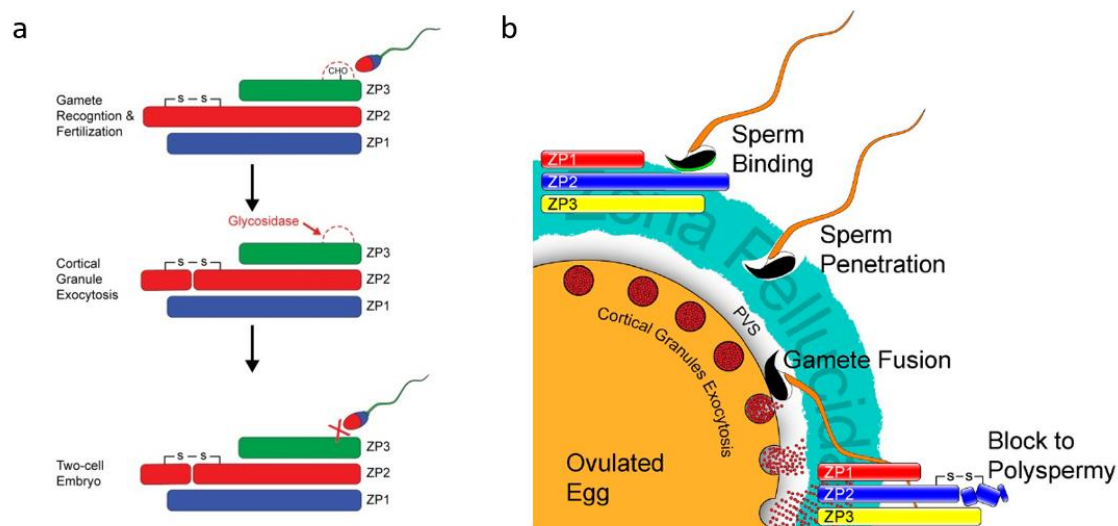 a
Gamete
Recogntion &
Fertilization
CHO
S – S
ZP3
ZP2
ZP1
Glycosidase
Cortical
Granule
Exocytosis
S – S
ZP3
ZP2
ZP1
Two-cell
Embryo
S – S
ZP3
ZP2
ZP1
b
Sperm
Binding
ZP1
ZP2
ZP3
Zona Pellucida
Sperm
Penetration
PVS
Cortical Granules Exocytosis
Gamete Fusion
Ovulated
Egg
Block to
Polyspermy
ZP1
S–S
ZP2
ZP3